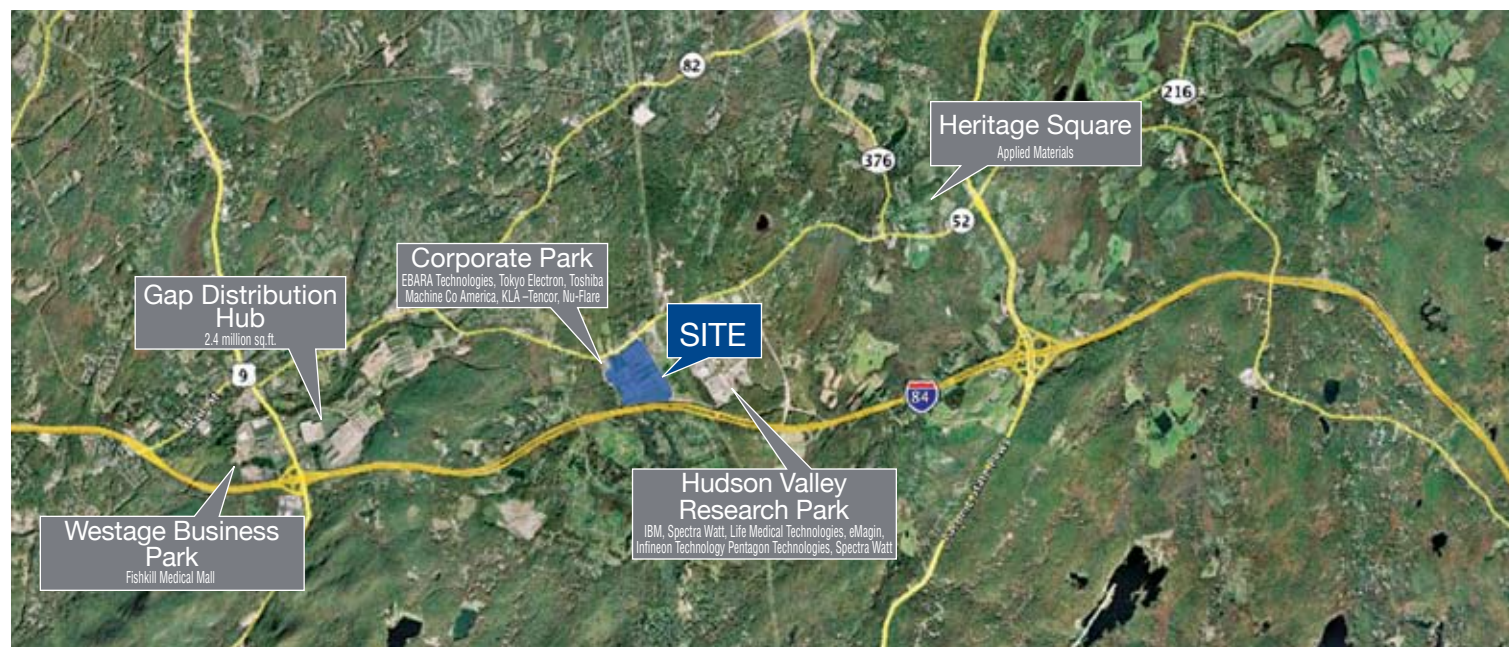 82
216
Heritage Square
Applied Materials
376
52
Corporate Park
EBARA Technologies, Tokyo Electron, Toshiba
Machine Co America, KLA –Tencor, Nu-Flare
Gap Distribution
Hub
2.4 million sq.ft.
SITE
9
84
Hudson Valley
Research Park
IBM, Spectra Watt, Life Medical Technologies, eMagin,
Infineon Technology Pentagon Technologies, Spectra Watt
Westage Business
Park
Fishkill Medical Mall